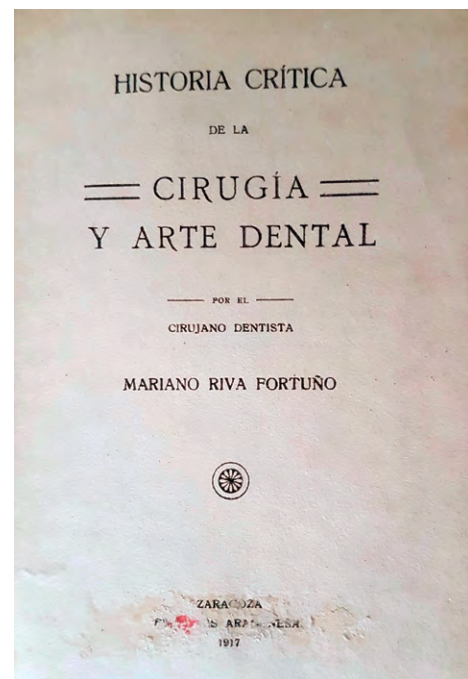 HISTORIA CRÍTICA
DE LA
CIRUGÍA
Y ARTE DENTAL
POR EL
CIRUJANO DENTISTA
MARIANO RIVA FORTUÑO
ZARAGOZA
1917